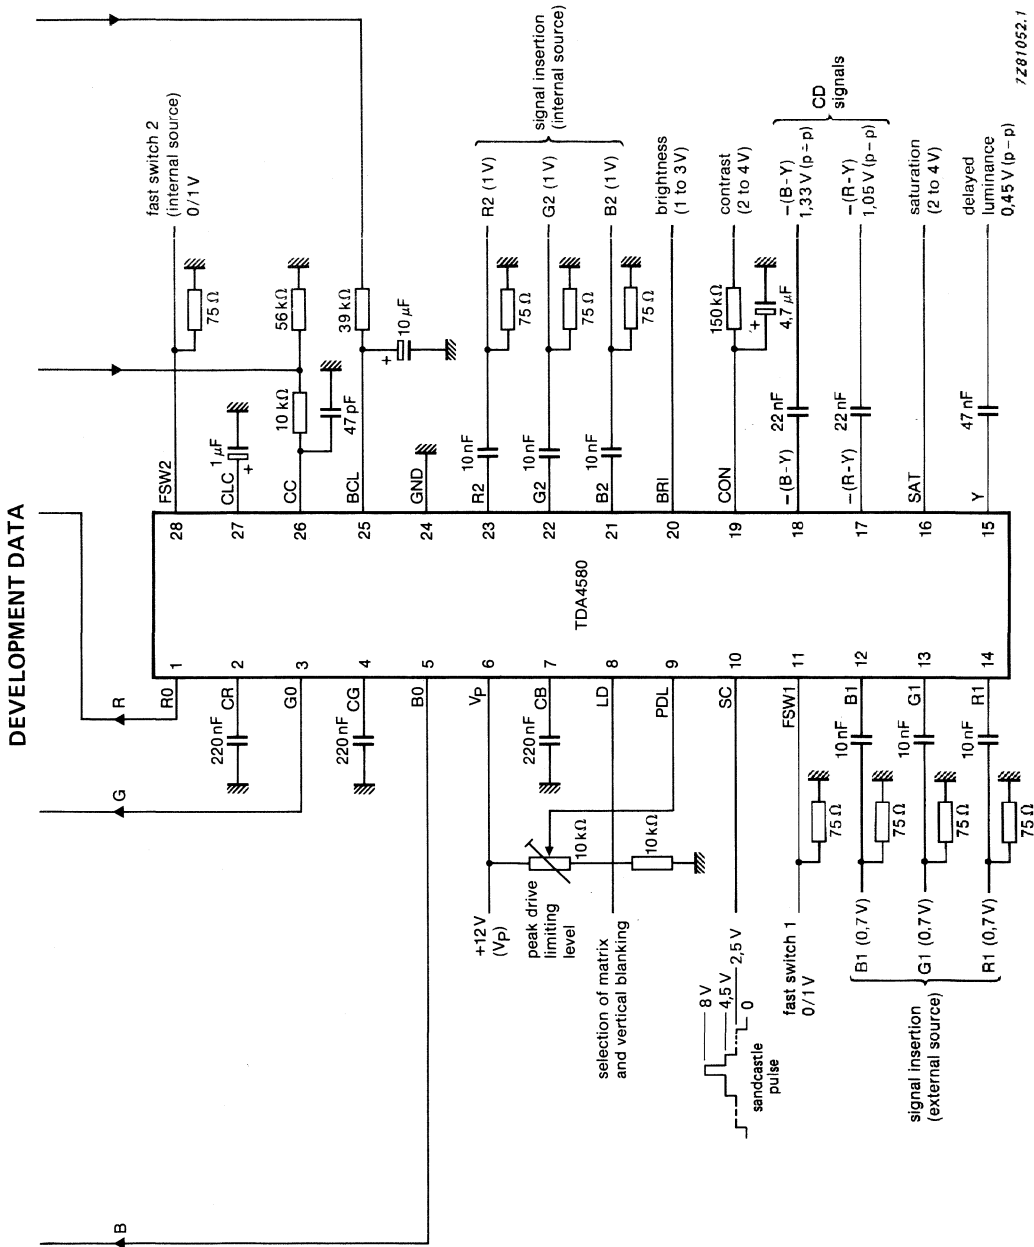 DEVELOPMENT DATA
fast switch 2
(internal source)
0/1 V
75 Ω
1 μF
+
56 kΩ
10 kΩ
47 pF
39 kΩ
+
10 μF
signal insertion
(internal source)
R2 (1 V)
G2 (1 V)
B2 (1 V)
75 Ω
75 Ω
75 Ω
10 nF
10 nF
10 nF
brightness
(1 to 3 V)
contrast
(2 to 4 V)
150 kΩ
+
4,7 μF
CD
signals
–(B-Y)
1,33 V (p–p)
–(R-Y)
1,05 V (p–p)
22 nF
22 nF
saturation
(2 to 4 V)
delayed
luminance
0,45 V (p–p)
47 nF
FSW2
CLC
CC
BCL
GND
R2
G2
B2
BRI
CON
–(B-Y)
–(R-Y)
SAT
Y
28
27
26
25
24
23
22
21
20
19
18
17
16
15
TDA4580
1
2
3
4
5
6
7
8
9
10
11
12
13
14
R0
CR
G0
CG
B0
VP
CB
LD
PDL
SC
FSW1
B1
G1
R1
R
G
B
220 nF
220 nF
220 nF
10 kΩ
10 kΩ
+12 V
(VP)
peak drive
limiting
level
selection of matrix
and vertical blanking
8 V
4,5 V
2,5 V
0
sandcastle
pulse
fast switch 1
0/1 V
75 Ω
10 nF
10 nF
10 nF
75 Ω
75 Ω
75 Ω
B1 (0,7 V)
G1 (0,7 V)
R1 (0,7 V)
signal insertion
(external source)
7Z81052.1